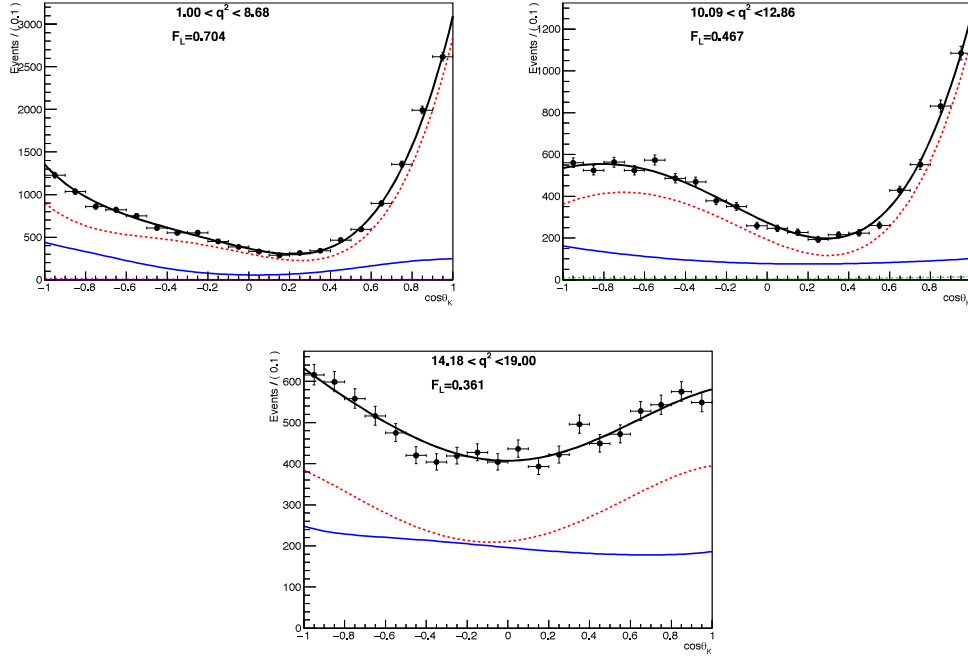 1.00 < q² < 8.68
F_L=0.704
Events / ( 0.1 )
3000
2500
2000
1500
1000
500
0
−1 −0.8 −0.6 −0.4 −0.2 0 0.2 0.4 0.6 0.8 1
cosθ_K
10.09 < q² <12.86
F_L=0.467
Events / ( 0.1 )
1200
1000
800
600
400
200
0
−1 −0.8 −0.6 −0.4 −0.2 0 0.2 0.4 0.6 0.8 1
cosθ_K
14.18 < q² <19.00
F_L=0.361
Events / ( 0.1 )
600
500
400
300
200
100
0
−1 −0.8 −0.6 −0.4 −0.2 0 0.2 0.4 0.6 0.8 1
cosθ_K